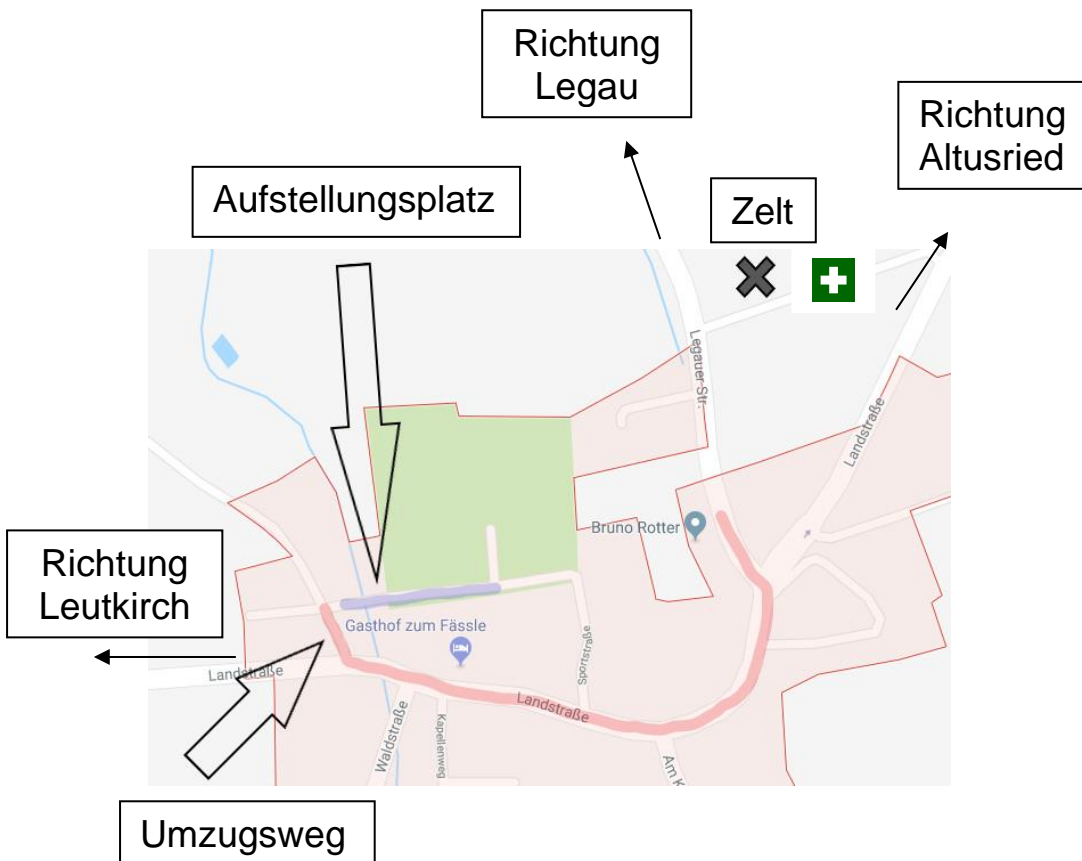 Richtung
Legau
Richtung
Altusried
Aufstellungsplatz
Zelt
Legauer Str.
Landstraße
Bruno Rotter
Richtung
Leutkirch
Gasthof zum Fässle
Landstraße
Sportstraße
Landstraße
Waldstraße
Kapellenweg
Am K
Umzugsweg